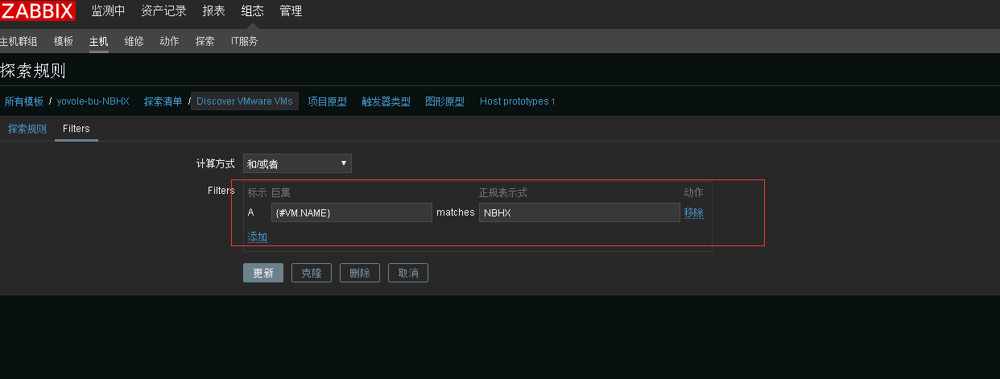 ZABBIX 监测中 资产记录 报表 组态 管理
主机群组 模板 主机 维修 动作 探索 IT服务
探索规则
所有模板 / yovole-bu-NBHX 探索清单 / Discover VMware VMs 项目原型 触发器类型 图形原型 Host prototypes 1
探索规则 Filters
计算方式 和/或者
Filters 标示 巨集 正规表示式 动作
A {#VM.NAME} matches NBHX 移除
添加
更新 克隆 删除 取消